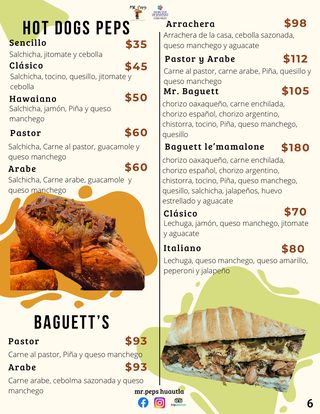 Mr. Peps
HOT DOGS PEPS
Sencillo $35
Salchicha, jitomate y cebolla
Clásico $45
Salchicha, tocino, quesillo, jitomate y
cebolla
Hawaiano $50
Salchicha, jamón, Piña y queso
manchego
Pastor $60
Salchicha, Carne al pastor, guacamole y
queso manchego
Arabe $60
Salchicha, Carne arabe, guacamole y
queso manchego
BAGUETT'S
Pastor $93
Carne al pastor, Piña y queso manchego
Arabe $93
Carne arabe, cebolma sazonada y queso
manchego
Arrachera $98
Arrachera de la casa, cebolla sazonada,
queso manchego y aguacate
Pastor y Arabe $112
Carne al pastor, carne arabe, Piña, quesillo y
queso manchego
Mr. Baguett $105
chorizo oaxaqueño, carne enchilada,
chorizo español, chorizo argentino,
chistorra, tocino, Piña, queso manchego,
quesillo
Baguett le'mamalone $180
chorizo oaxaqueño, carne enchilada,
chorizo español, chorizo argentino,
chistorra, tocino, Piña, queso manchego,
quesillo, salchicha, jalapeños, huevo
estrellado y aguacate
Clásico $70
Lechuga, jamón, queso manchego, jitomate
y aguacate
Italiano $80
Lechuga, queso manchego, queso amarillo,
peperoni y jalapeño
mr.peps huautla
6